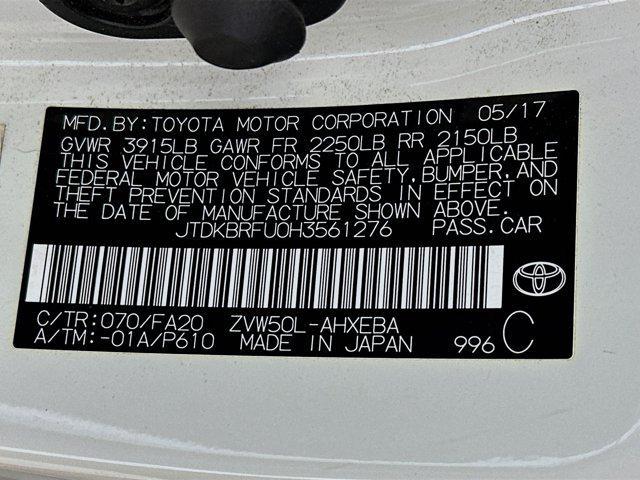 MFD.BY:TOYOTA MOTOR CORPORATION 05/17
GVWR 3915LB GAWR FR 2250LB RR 2150LB
THIS VEHICLE CONFORMS TO ALL APPLICABLE
FEDERAL MOTOR VEHICLE SAFETY,BUMPER,AND
THEFT PREVENTION STANDARDS IN EFFECT ON
THE DATE OF MANUFACTURE SHOWN ABOVE.
JTDKBRFU0H3561276 PASS.CAR
C/TR:070/FA20 ZVW50L-AHXEBA
A/TM:-01A/P610 MADE IN JAPAN 996 C